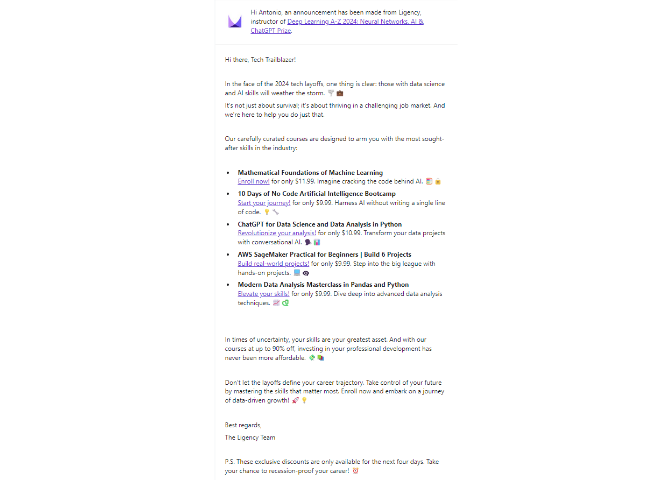 Hi Antonio, an announcement has been made from Ligency,
instructor of Deep Learning A-Z 2024: Neural Networks, AI &
ChatGPT Prize.
Hi there, Tech Trailblazer!
In the face of the 2024 tech layoffs, one thing is clear: those with data science
and AI skills will weather the storm. 🌪️ 💼
It's not just about survival; it's about thriving in a challenging job market. And
we're here to help you do just that.
Our carefully curated courses are designed to arm you with the most sought-
after skills in the industry:
• Mathematical Foundations of Machine Learning
Enroll now! for only $11.99. Imagine cracking the code behind AI.
• 10 Days of No Code Artificial Intelligence Bootcamp
Start your journey! for only $9.99. Harness AI without writing a single line
of code.
• ChatGPT for Data Science and Data Analysis in Python
Revolutionize your analysis! for only $10.99. Transform your data projects
with conversational AI.
• AWS SageMaker Practical for Beginners | Build 6 Projects
Build real-world projects! for only $9.99. Step into the big league with
hands-on projects.
• Modern Data Analysis Masterclass in Pandas and Python
Elevate your skills! for only $9.99. Dive deep into advanced data analysis
techniques.
In times of uncertainty, your skills are your greatest asset. And with our
courses at up to 90% off, investing in your professional development has
never been more affordable.
Don't let the layoffs define your career trajectory. Take control of your future
by mastering the skills that matter most. Enroll now and embark on a journey
of data-driven growth! 🚀 💡
Best regards,
The Ligency Team
P.S. These exclusive discounts are only available for the next four days. Take
your chance to recession-proof your career! ⏰